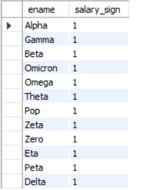 ename salary_sign
Alpha 1
Gamma 1
Beta 1
Omicron 1
Omega 1
Theta 1
Pop 1
Zeta 1
Zero 1
Eta 1
Peta 1
Delta 1